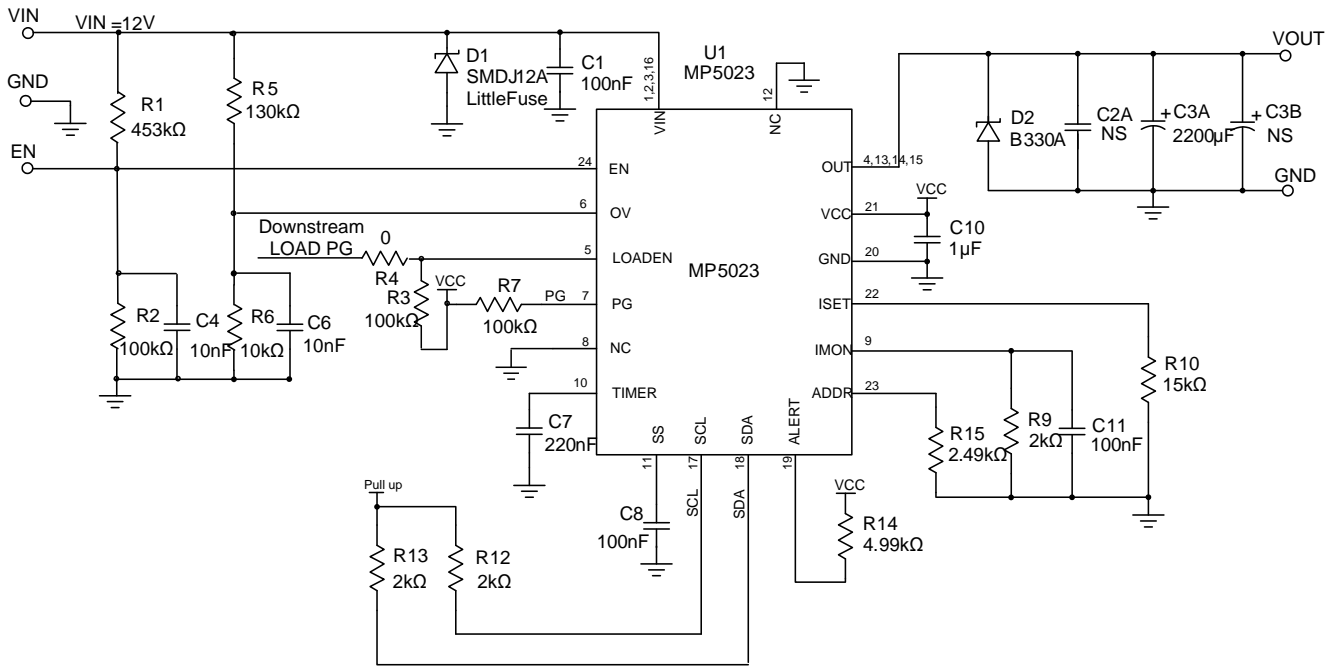 VIN
VIN =12V
GND
EN
R1
453kΩ
R5
130kΩ
D1
SMDJ12A
LittleFuse
C1
100nF
U1
MP5023
1,2,3,16
VIN
12
NC
24
EN
6
OV
5
LOADEN
7
PG
8
NC
10
TIMER
MP5023
OUT
4,13,14,15
VCC
21
GND
20
ISET
22
IMON
9
ADDR
23
SS
11
SCL
17
SDA
18
ALERT
19
VOUT
GND
D2
B330A
C2A
NS
+
C3A
2200µF
+
C3B
NS
VCC
C10
1µF
Downstream
LOAD PG
0
R4
R3
100kΩ
VCC
R7
100kΩ
PG
R2
100kΩ
C4
10nF
R6
10kΩ
C6
10nF
C7
220nF
R10
15kΩ
R15
2.49kΩ
R9
2kΩ
C11
100nF
Pull up
R13
2kΩ
R12
2kΩ
C8
100nF
SCL
SDA
VCC
R14
4.99kΩ